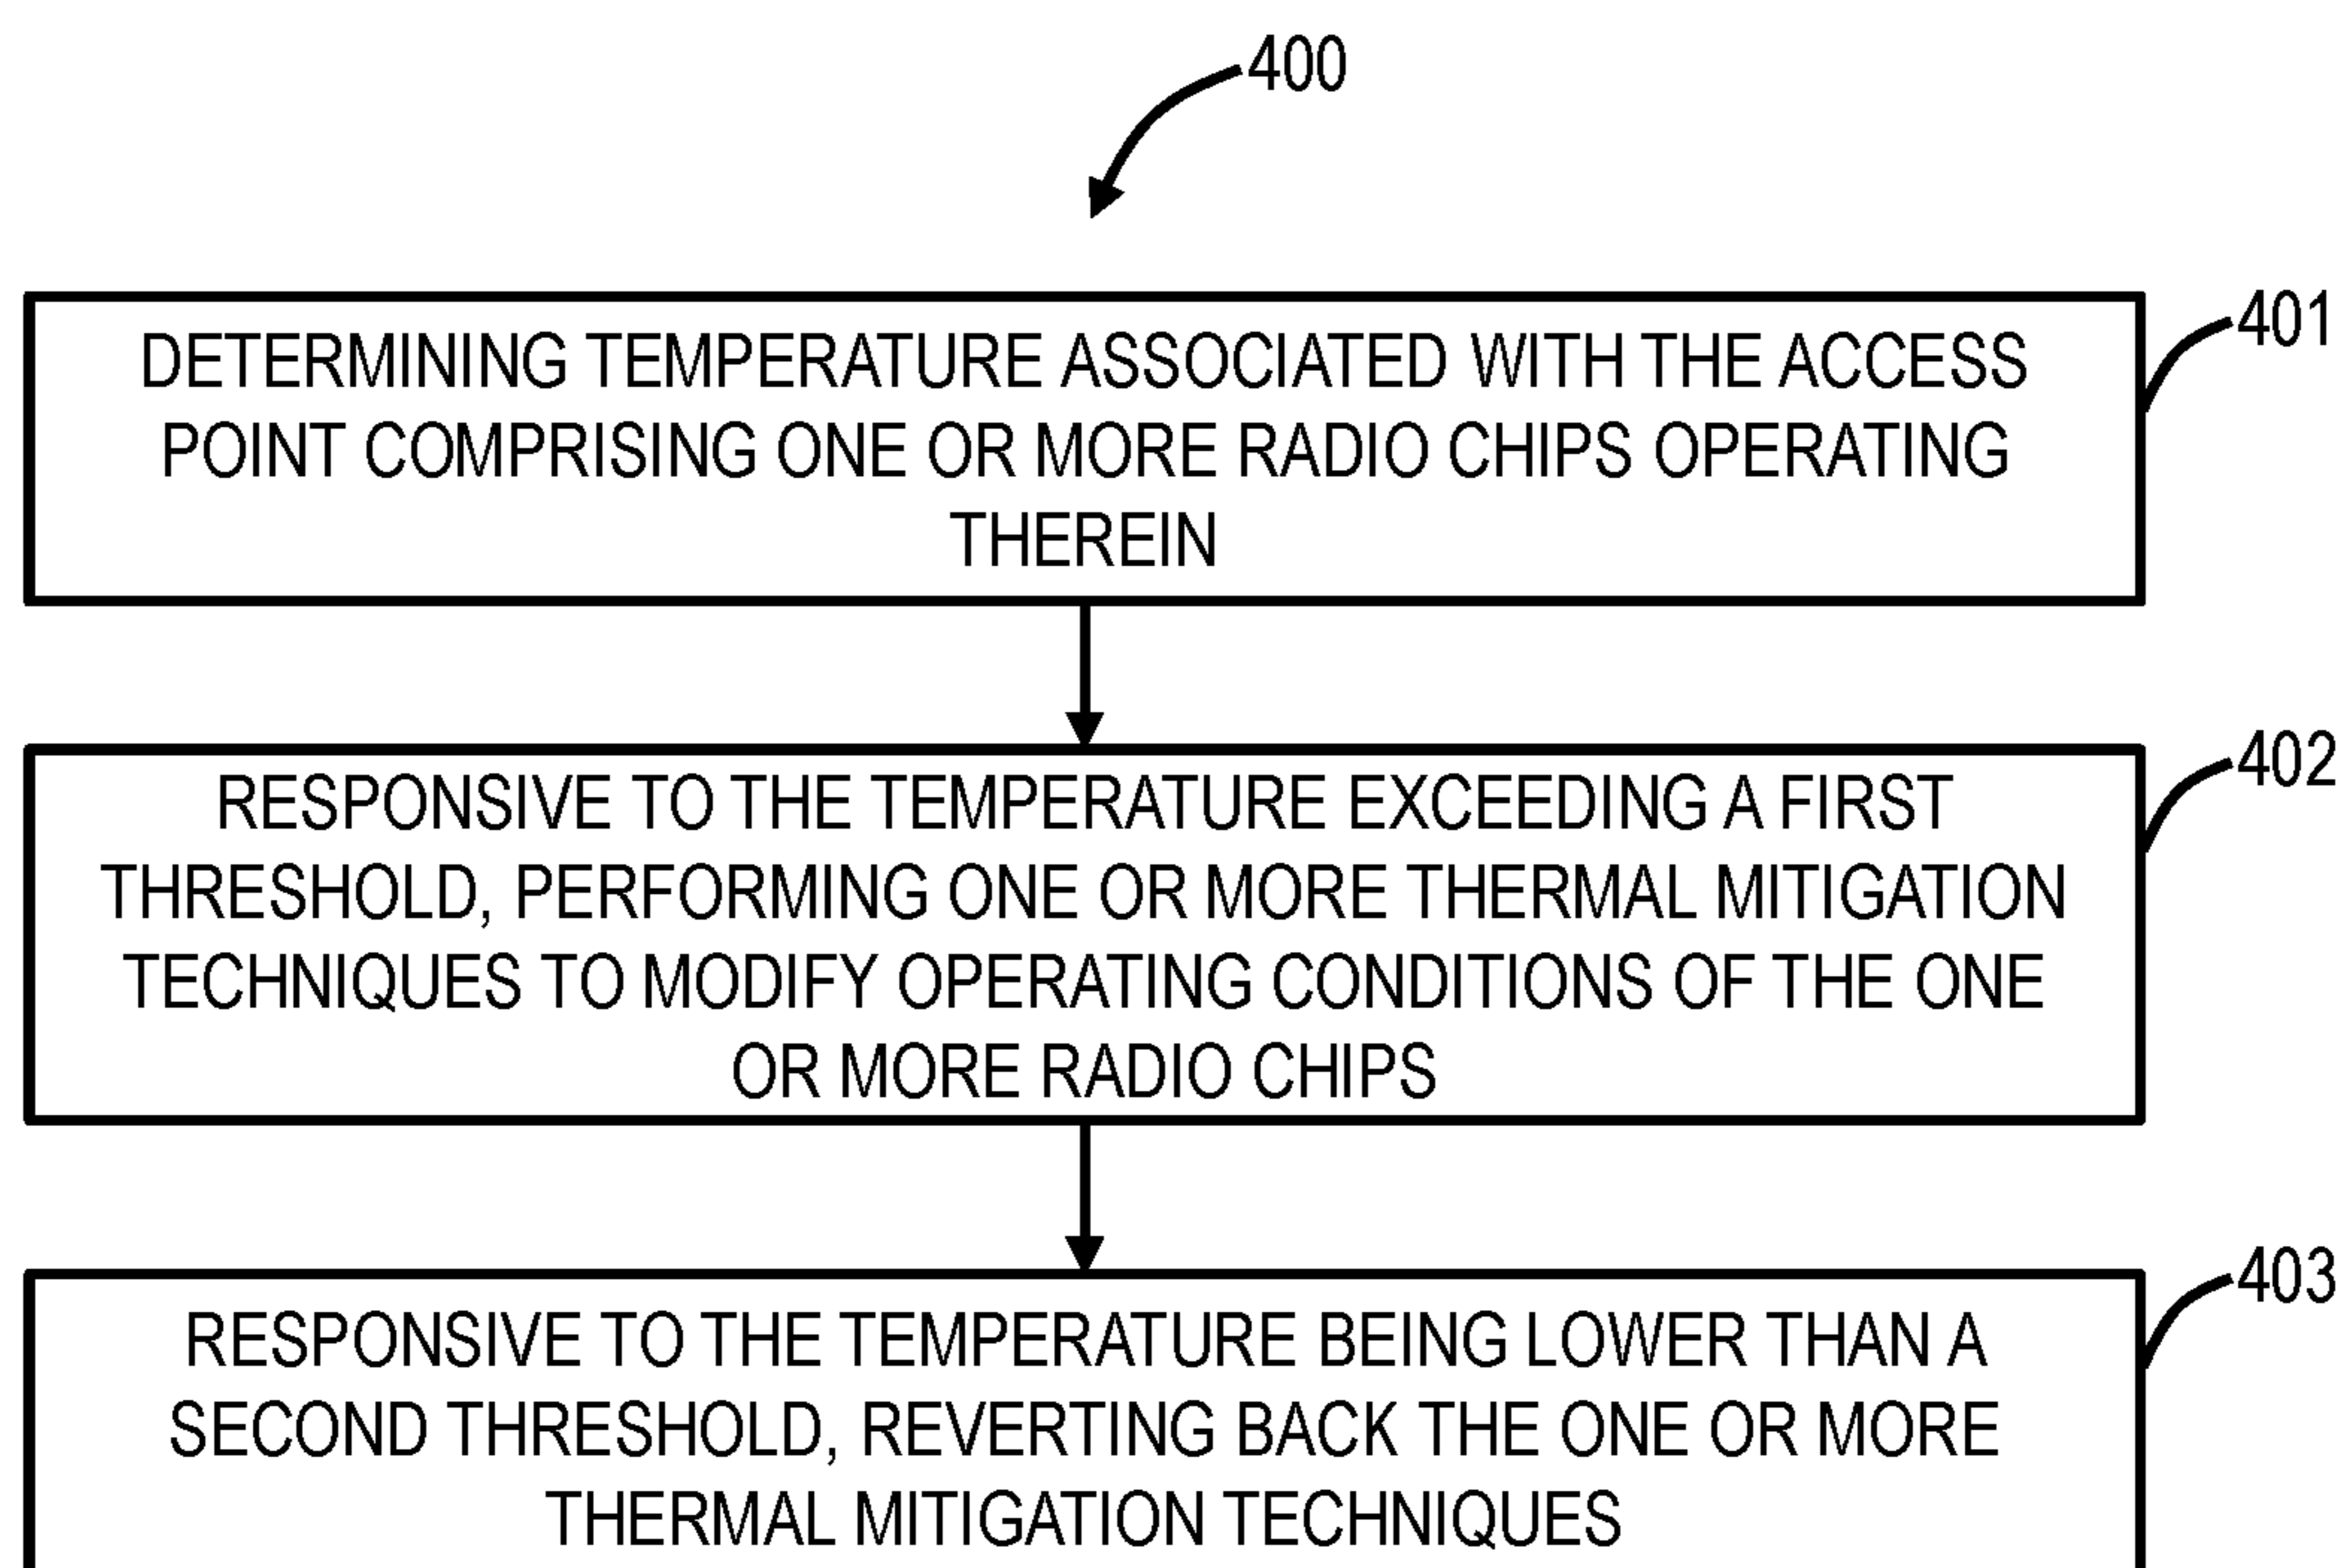 400
401
DETERMINING TEMPERATURE ASSOCIATED WITH THE ACCESS
POINT COMPRISING ONE OR MORE RADIO CHIPS OPERATING
THEREIN
402
RESPONSIVE TO THE TEMPERATURE EXCEEDING A FIRST
THRESHOLD, PERFORMING ONE OR MORE THERMAL MITIGATION
TECHNIQUES TO MODIFY OPERATING CONDITIONS OF THE ONE
OR MORE RADIO CHIPS
403
RESPONSIVE TO THE TEMPERATURE BEING LOWER THAN A
SECOND THRESHOLD, REVERTING BACK THE ONE OR MORE
THERMAL MITIGATION TECHNIQUES